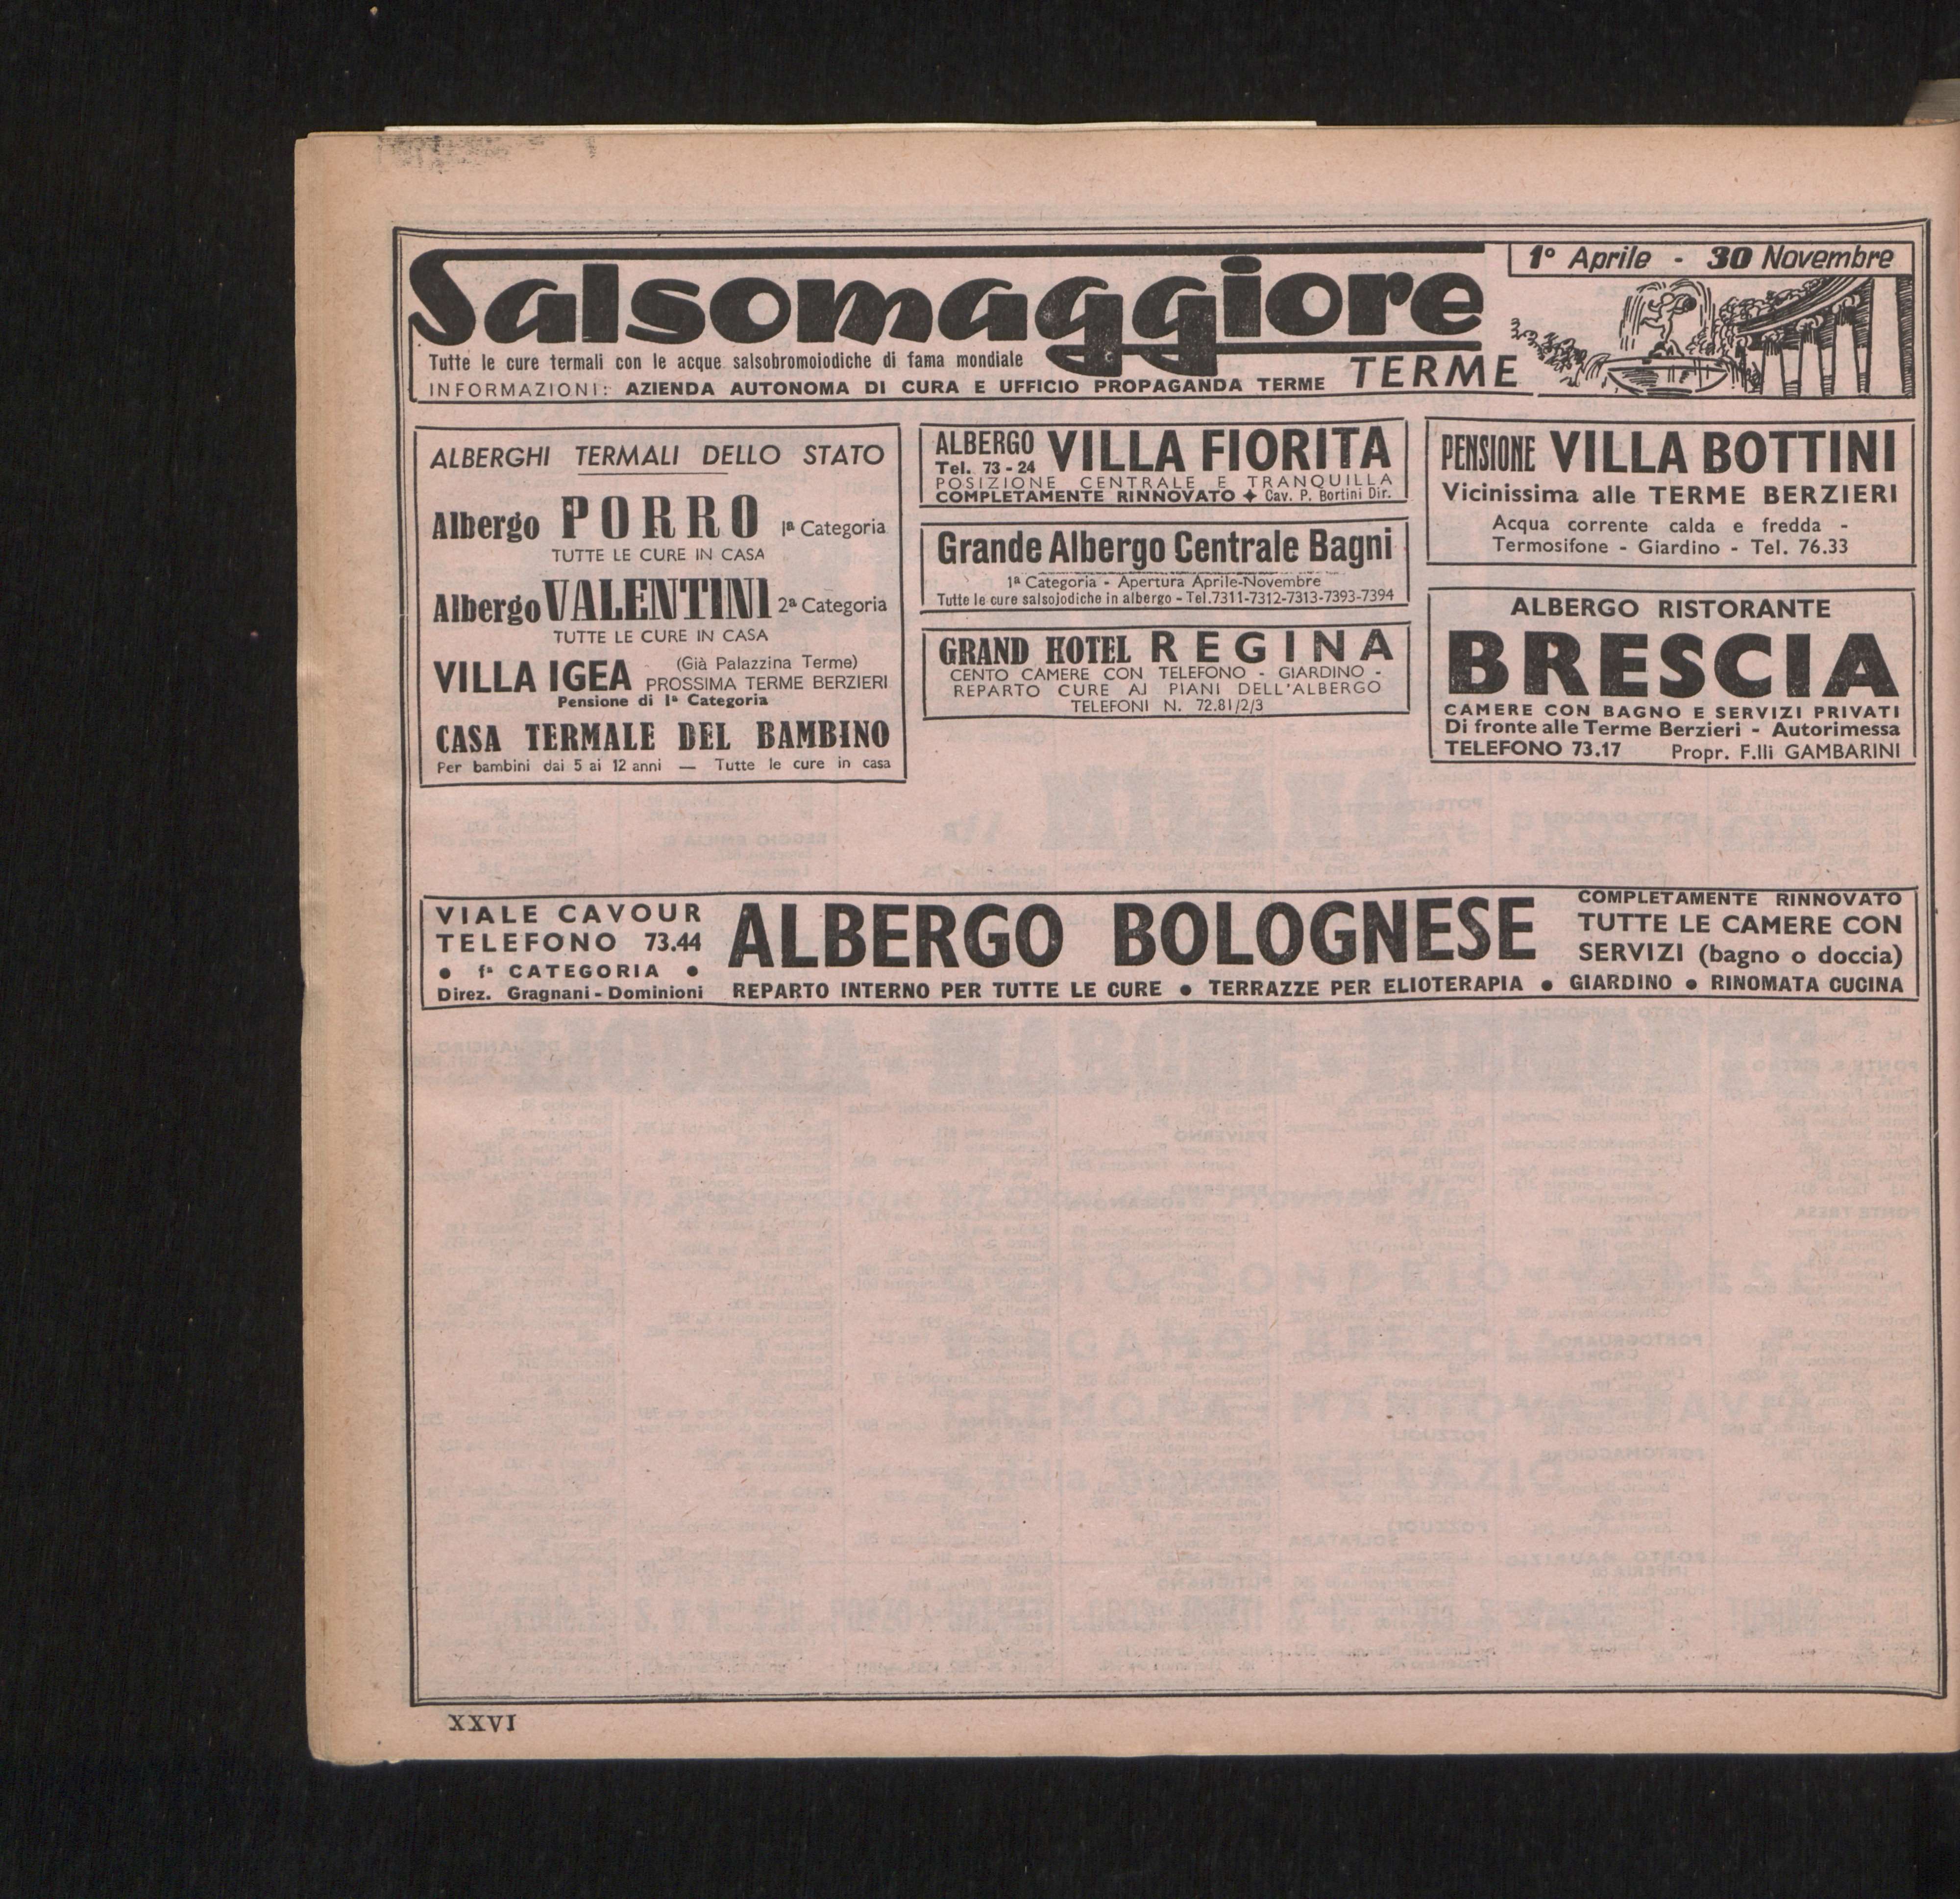 Salsomaggiore
TERME
1º Aprile - 30 Novembre
Tutte le cure termali con le acque salsobromoiodiche di fama mondiale
INFORMAZIONI: AZIENDA AUTONOMA DI CURA E UFFICIO PROPAGANDA TERME
ALBERGHI TERMALI DELLO STATO
Albergo PORRO Iª Categoria
TUTTE LE CURE IN CASA
Albergo VALENTINI 2ª Categoria
TUTTE LE CURE IN CASA
VILLA IGEA (Già Palazzina Terme)
PROSSIMA TERME BERZIERI
Pensione di Iª Categoria
CASA TERMALE DEL BAMBINO
Per bambini dai 5 ai 12 anni — Tutte le cure in casa
ALBERGO VILLA FIORITA
Tel. 73-24
POSIZIONE CENTRALE E TRANQUILLA
COMPLETAMENTE RINNOVATO ✦ Cav. P. Bortini Dir.
Grande Albergo Centrale Bagni
1ª Categoria - Apertura Aprile-Novembre
Tutte le cure salsojodiche in albergo - Tel.7311-7312-7313-7393-7394
GRAND HOTEL REGINA
CENTO CAMERE CON TELEFONO - GIARDINO -
REPARTO CURE AI PIANI DELL'ALBERGO
TELEFONI N. 72.81/2/3
PENSIONE VILLA BOTTINI
Vicinissima alle TERME BERZIERI
Acqua corrente calda e fredda -
Termosifone - Giardino - Tel. 76.33
ALBERGO RISTORANTE
BRESCIA
CAMERE CON BAGNO E SERVIZI PRIVATI
Di fronte alle Terme Berzieri - Autorimessa
TELEFONO 73.17 Propr. F.lli GAMBARINI
VIALE CAVOUR
TELEFONO 73.44
● 1ª CATEGORIA ●
Direz. Gragnani - Dominioni
ALBERGO BOLOGNESE
COMPLETAMENTE RINNOVATO
TUTTE LE CAMERE CON
SERVIZI (bagno o doccia)
REPARTO INTERNO PER TUTTE LE CURE ● TERRAZZE PER ELIOTERAPIA ● GIARDINO ● RINOMATA CUCINA
XXVI